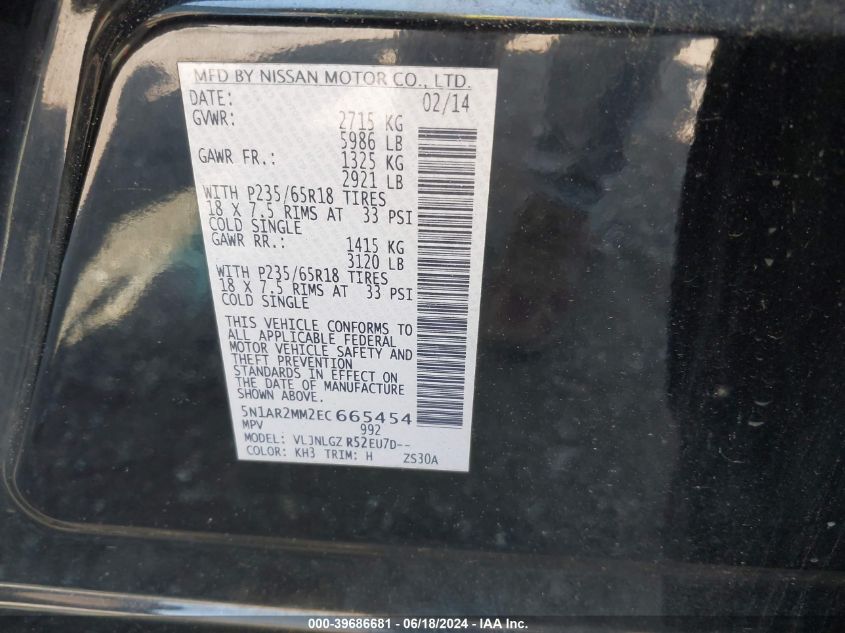 MFD BY NISSAN MOTOR CO., LTD.
DATE: 02/14
GVWR: 2715 KG
5986 LB
GAWR FR.: 1325 KG
2921 LB
WITH P235/65R18 TIRES
18 X 7.5 RIMS AT 33 PSI
COLD SINGLE
GAWR RR.: 1415 KG
3120 LB
WITH P235/65R18 TIRES
18 X 7.5 RIMS AT 33 PSI
COLD SINGLE
THIS VEHICLE CONFORMS TO
ALL APPLICABLE FEDERAL
MOTOR VEHICLE SAFETY AND
THEFT PREVENTION
STANDARDS IN EFFECT ON
THE DATE OF MANUFACTURE
SHOWN ABOVE.
5N1AR2MM2EC665454
MPV 992
MODEL: VLJNLGZ R52EU7D--
COLOR: KH3 TRIM: H ZS30A
000-39686681 - 06/18/2024 - IAA Inc.